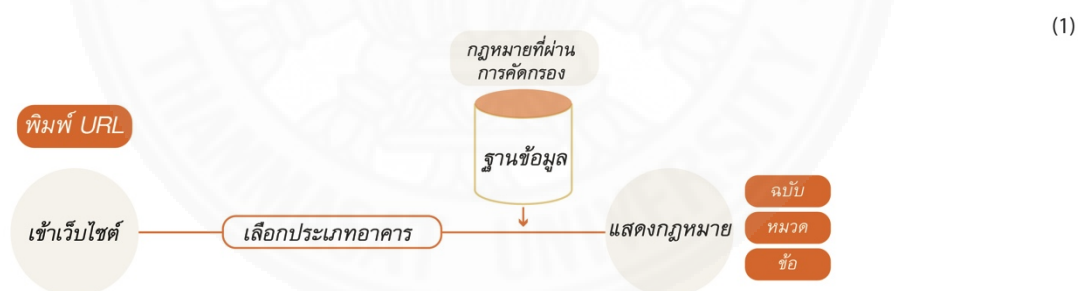 (1)
กฎหมายที่ผ่าน
การคัดกรอง
พิมพ์ URL
ฐานข้อมูล
เข้าเว็บไซต์
เลือกประเภทอาคาร
แสดงกฎหมาย
ฉบับ
หมวด
ข้อ